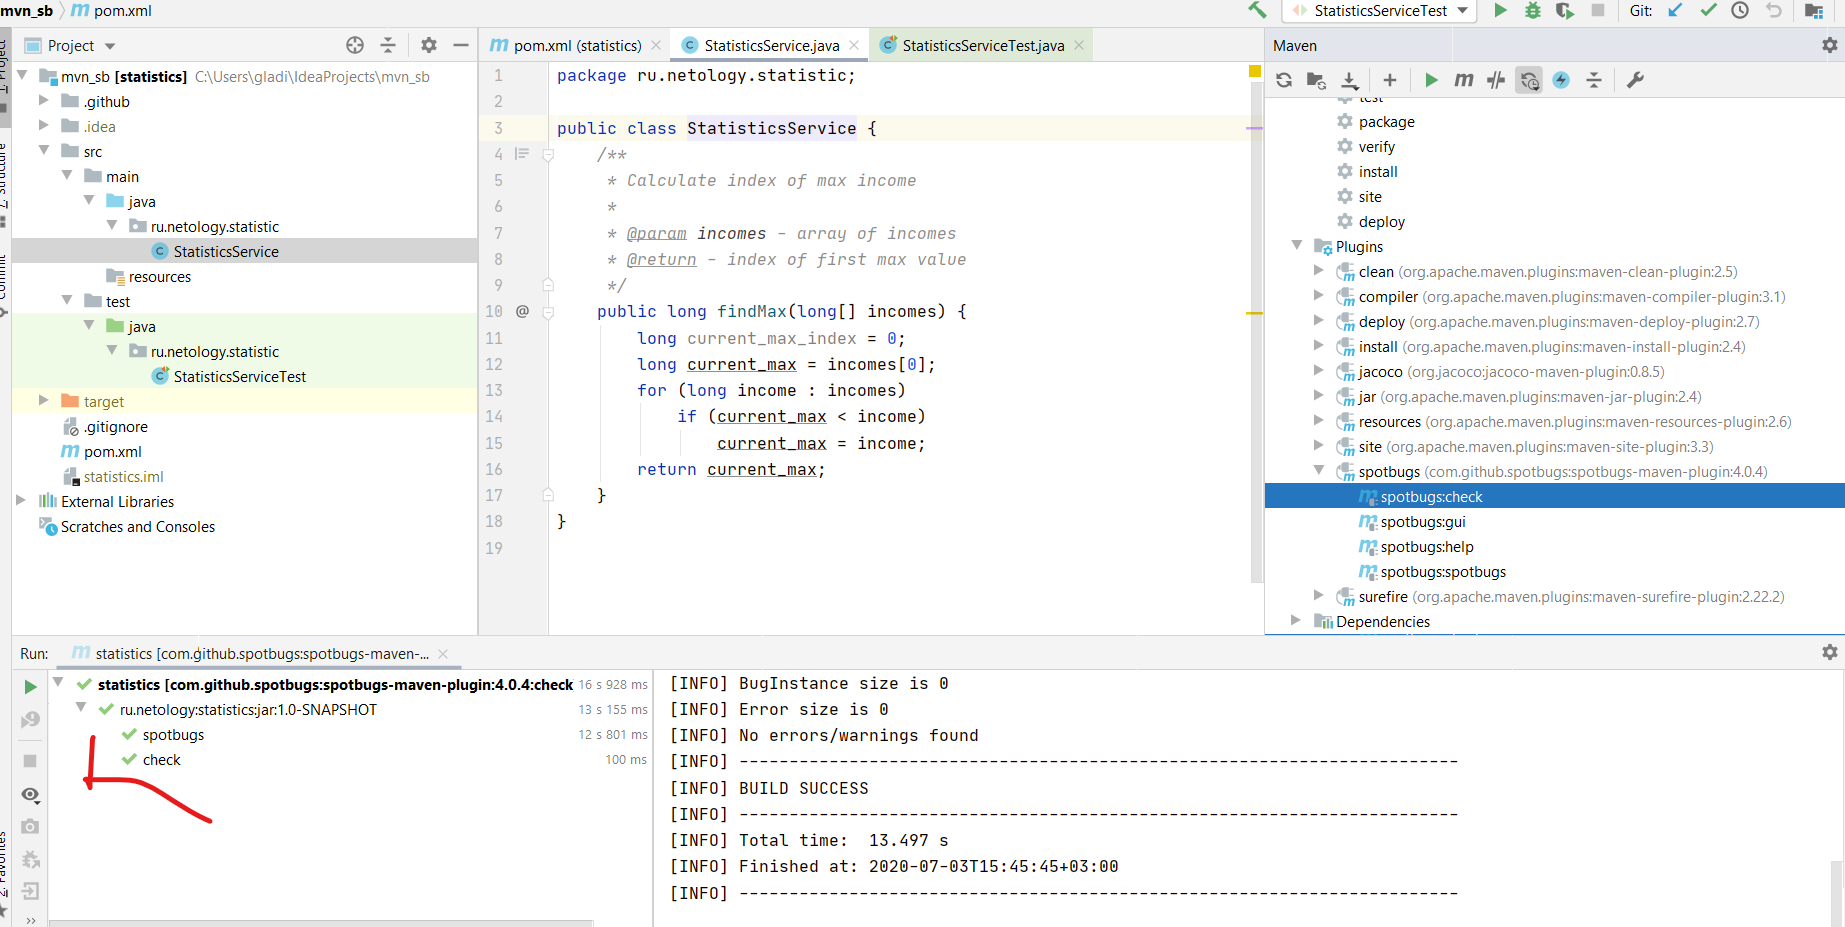 mvn_sb pom.xml
StatisticsServiceTest Git:
Project
pom.xml (statistics) StatisticsService.java StatisticsServiceTest.java
Maven
1: Project
mvn_sb [statistics] C:\Users\gladi\IdeaProjects\mvn_sb
.github
.idea
src
main
java
ru.netology.statistic
StatisticsService
resources
test
java
ru.netology.statistic
StatisticsServiceTest
target
.gitignore
pom.xml
statistics.iml
External Libraries
Scratches and Consoles
1 package ru.netology.statistic;
2
3 public class StatisticsService {
4 /**
5 * Calculate index of max income
6 *
7 * @param incomes - array of incomes
8 * @return - index of first max value
9 */
10 @ public long findMax(long[] incomes) {
11 long current_max_index = 0;
12 long current_max = incomes[0];
13 for (long income : incomes)
14 if (current_max < income)
15 current_max = income;
16 return current_max;
17 }
18 }
19
test
package
verify
install
site
deploy
Plugins
clean (org.apache.maven.plugins:maven-clean-plugin:2.5)
compiler (org.apache.maven.plugins:maven-compiler-plugin:3.1)
deploy (org.apache.maven.plugins:maven-deploy-plugin:2.7)
install (org.apache.maven.plugins:maven-install-plugin:2.4)
jacoco (org.jacoco:jacoco-maven-plugin:0.8.5)
jar (org.apache.maven.plugins:maven-jar-plugin:2.4)
resources (org.apache.maven.plugins:maven-resources-plugin:2.6)
site (org.apache.maven.plugins:maven-site-plugin:3.3)
spotbugs (com.github.spotbugs:spotbugs-maven-plugin:4.0.4)
spotbugs:check
spotbugs:gui
spotbugs:help
spotbugs:spotbugs
surefire (org.apache.maven.plugins:maven-surefire-plugin:2.22.2)
Dependencies
Run: statistics [com.github.spotbugs:spotbugs-maven-...
statistics [com.github.spotbugs:spotbugs-maven-plugin:4.0.4:check 16 s 928 ms
ru.netology:statistics:jar:1.0-SNAPSHOT 13 s 155 ms
spotbugs 12 s 801 ms
check 100 ms
[INFO] BugInstance size is 0
[INFO] Error size is 0
[INFO] No errors/warnings found
[INFO] ------------------------------------------------------------------------
[INFO] BUILD SUCCESS
[INFO] ------------------------------------------------------------------------
[INFO] Total time:  13.497 s
[INFO] Finished at: 2020-07-03T15:45:45+03:00
[INFO] ------------------------------------------------------------------------